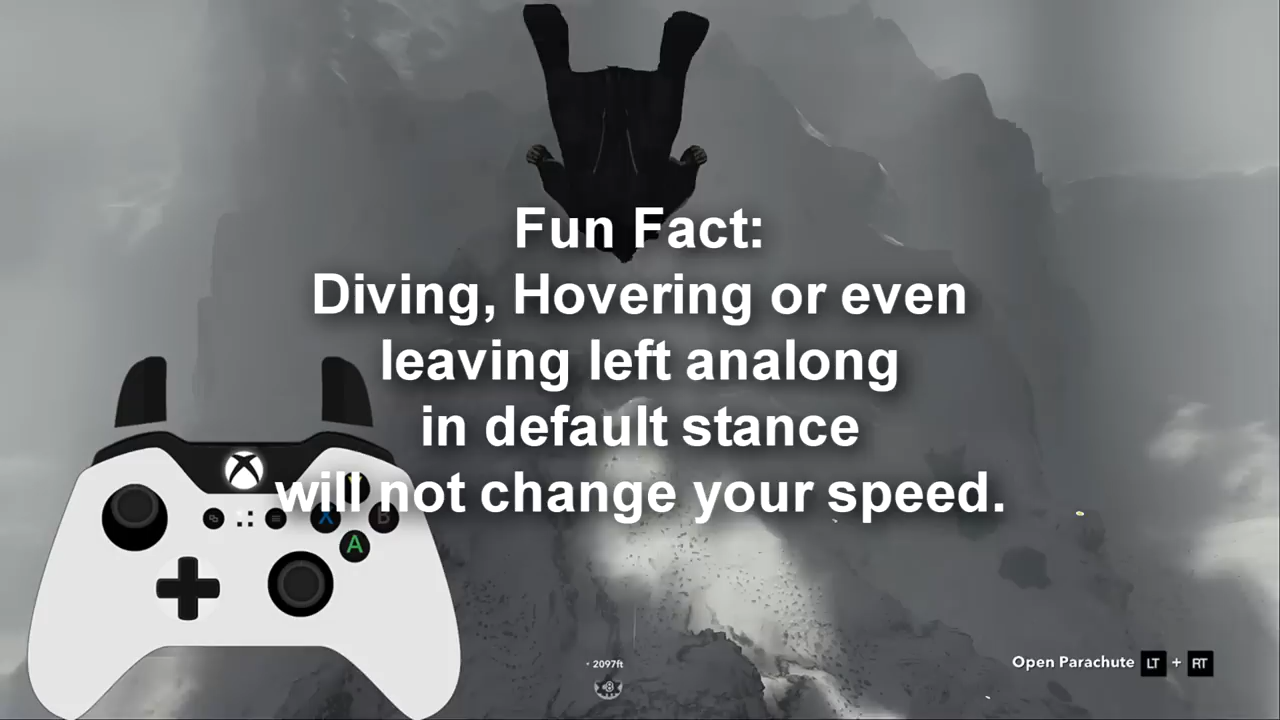 Fun Fact:
Diving, Hovering or even
leaving left analong
in default stance
will not change your speed.
Y
X B
A
2097ft
8
Open Parachute LT + RT